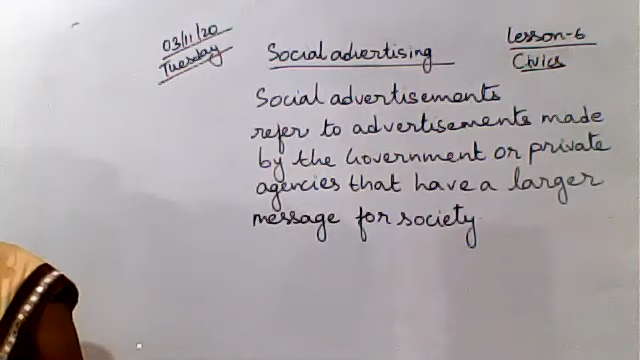 03/11/20
Tuesday
Social advertising
Lesson-6
Civics
Social advertisements
refer to advertisements made
by the Government or private
agencies that have a larger
message for society.